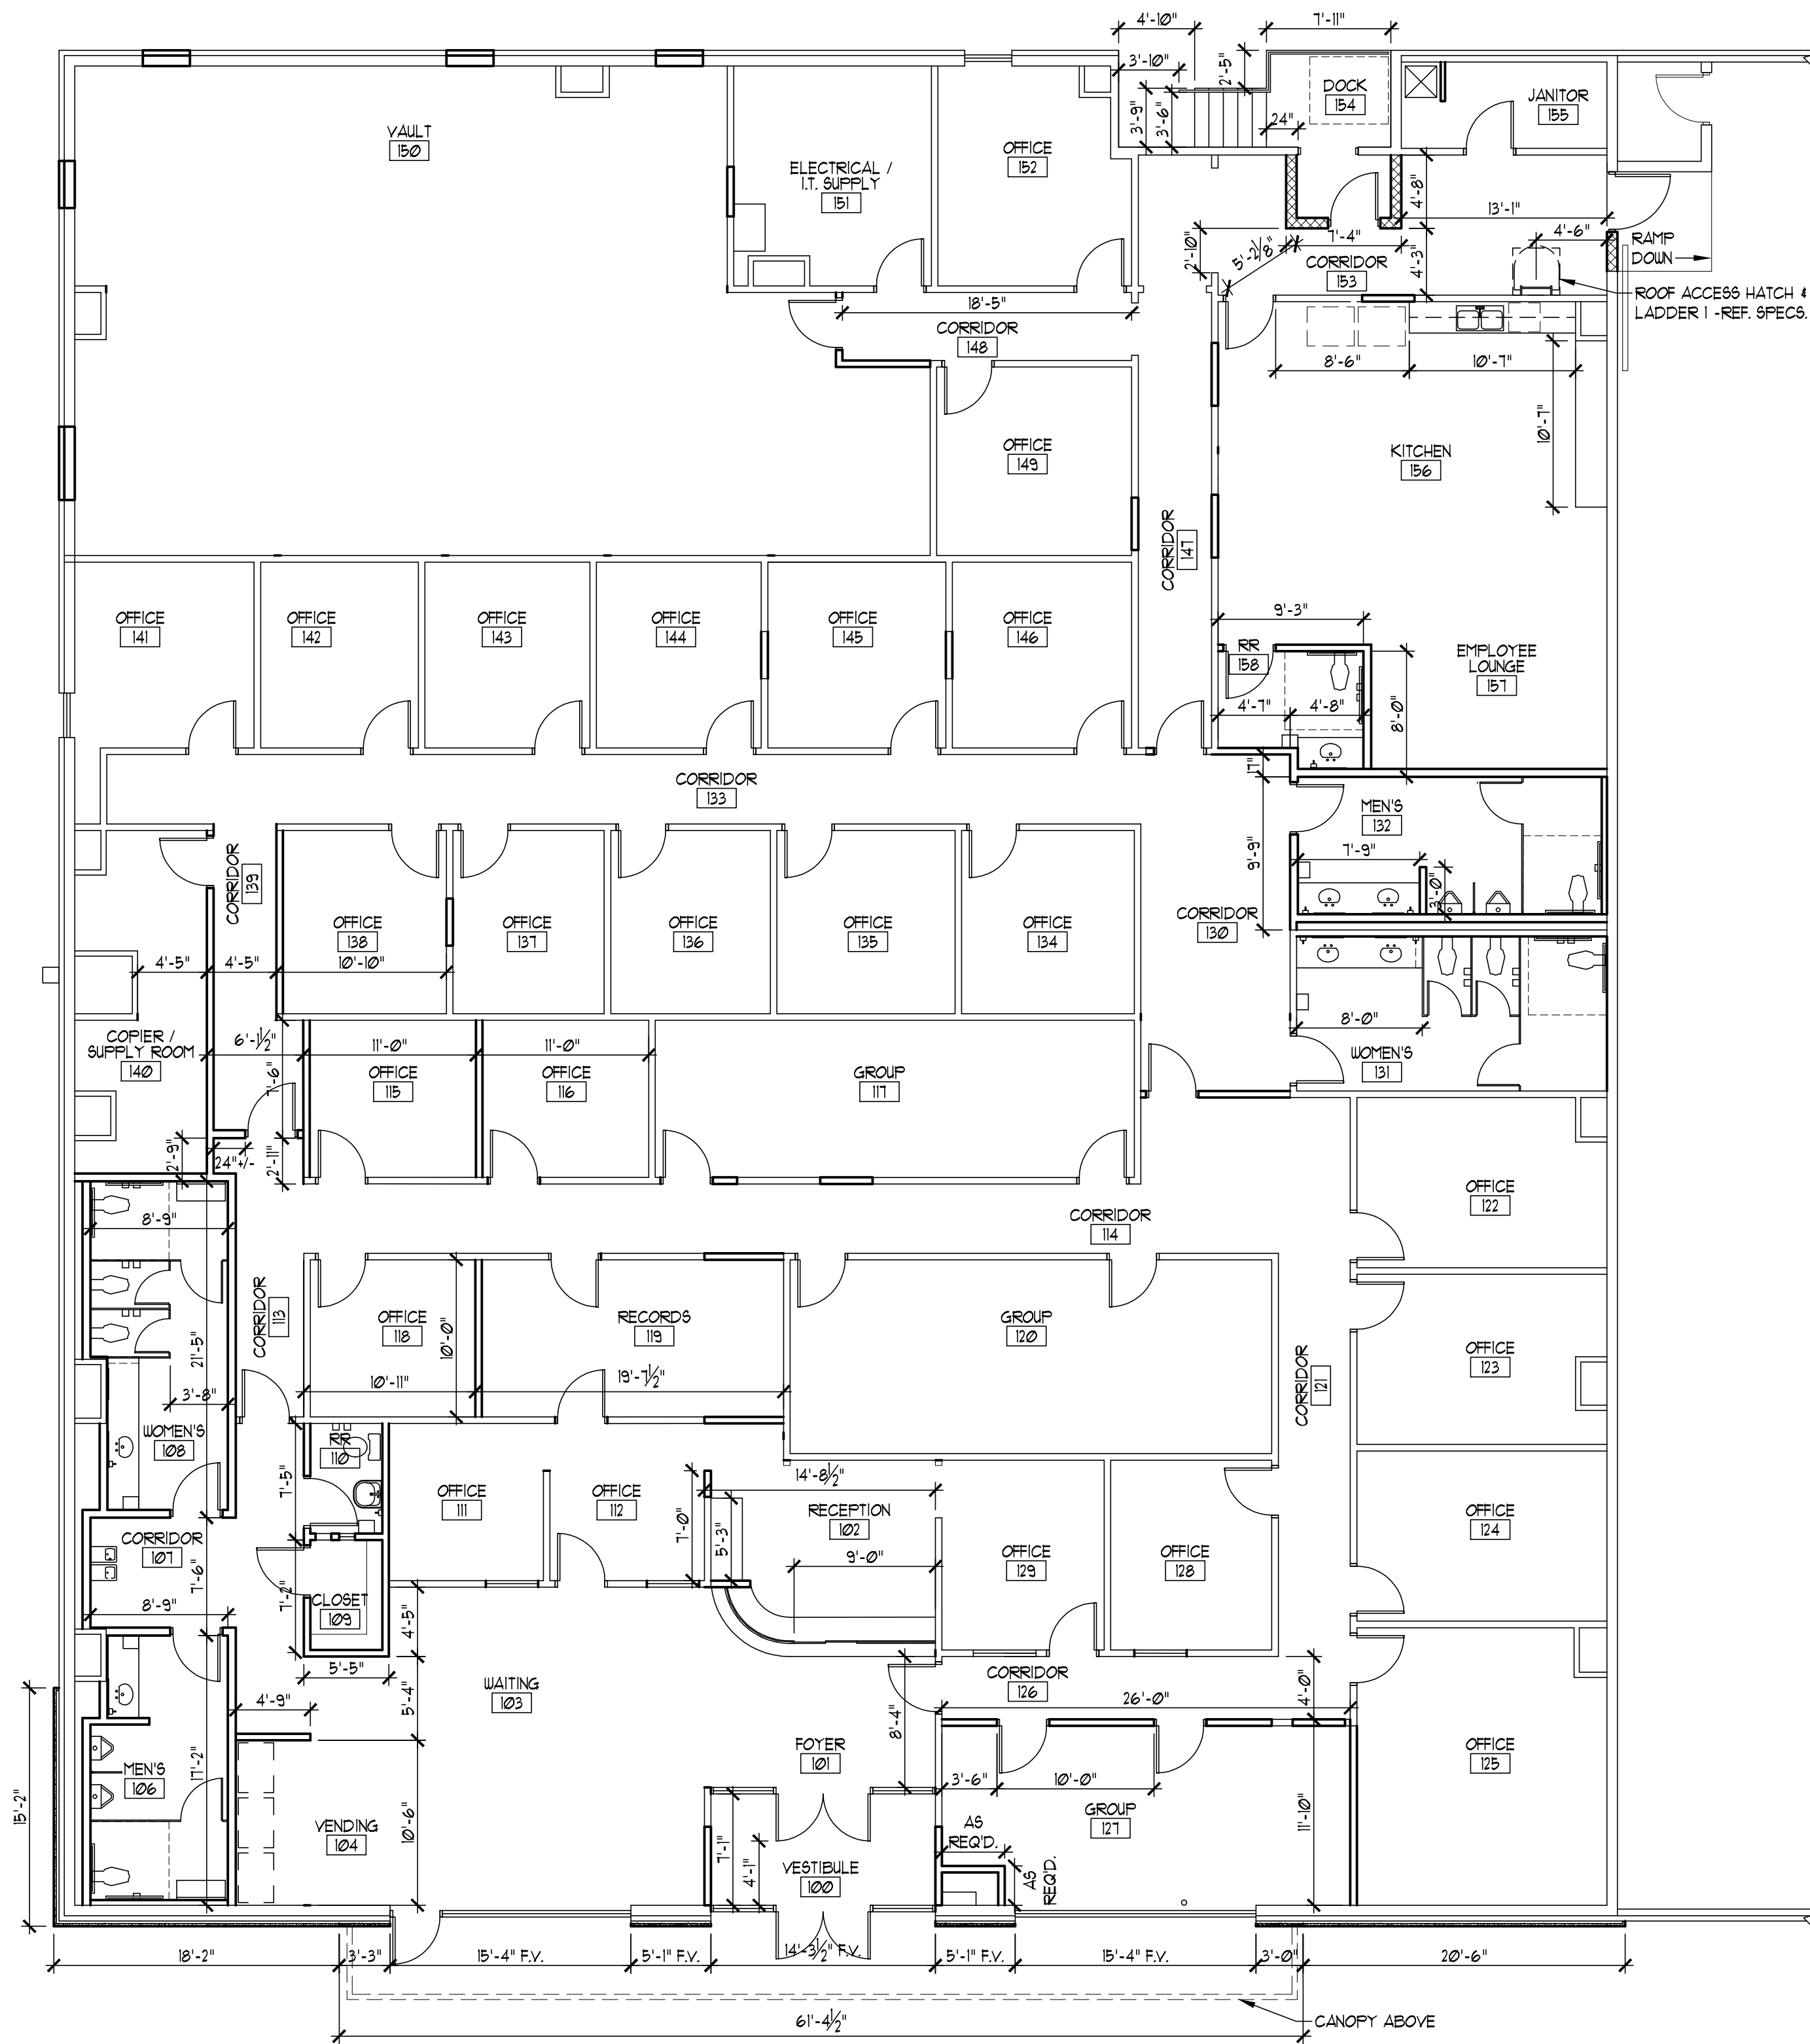 4'-10"
7'-11"
3'-10"
2'-5"
3'-9"
3'-6"
24"
DOCK
154
JANITOR
155
VAULT
150
ELECTRICAL /
I.T. SUPPLY
151
OFFICE
152
4'-8"
13'-1"
4'-6"
RAMP
DOWN
2'-10"
5'-2/8"
7'-4"
CORRIDOR
153
4'-3"
ROOF ACCESS HATCH &
LADDER 1 -REF. SPECS.
18'-5"
CORRIDOR
148
8'-6"
10'-7"
10'-7"
OFFICE
149
KITCHEN
156
CORRIDOR
147
OFFICE
141
OFFICE
142
OFFICE
143
OFFICE
144
OFFICE
145
OFFICE
146
9'-3"
RR
158
EMPLOYEE
LOUNGE
157
4'-7"
4'-8"
8'-0"
CORRIDOR
133
17"
MEN'S
132
7'-9"
3'-0"
9'-9"
CORRIDOR
139
OFFICE
138
OFFICE
137
OFFICE
136
OFFICE
135
OFFICE
134
CORRIDOR
130
4'-5"
4'-5"
10'-10"
8'-0"
WOMEN'S
131
COPIER /
SUPPLY ROOM
140
6'-1½"
7'-6"
11'-0"
11'-0"
OFFICE
115
OFFICE
116
GROUP
117
2'-9"
24"+/-
2'-11"
OFFICE
122
8'-9"
CORRIDOR
114
CORRIDOR
113
21'-5"
OFFICE
118
10'-0"
RECORDS
119
GROUP
120
CORRIDOR
121
OFFICE
123
3'-8"
10'-11"
19'-7½"
WOMEN'S
108
RR
110
7'-5"
OFFICE
111
OFFICE
112
14'-8½"
RECEPTION
102
7'-0"
5'-3"
9'-0"
OFFICE
129
OFFICE
128
OFFICE
124
CORRIDOR
107
7'-6"
7'-2"
CLOSET
109
8'-9"
4'-5"
5'-5"
4'-9"
5'-4"
WAITING
103
CORRIDOR
126
26'-0"
4'-0"
8'-4"
FOYER
101
OFFICE
125
15'-2"
MEN'S
106
17'-2"
3'-6"
10'-0"
VENDING
104
10'-6"
GROUP
127
11'-10"
AS
REQ'D.
AS
REQ'D.
7'-1"
4'-1"
VESTIBULE
100
18'-2"
3'-3"
15'-4" F.V.
5'-1" F.V.
14'-3½" F.V.
5'-1" F.V.
15'-4" F.V.
3'-0"
20'-6"
61'-4½"
CANOPY ABOVE